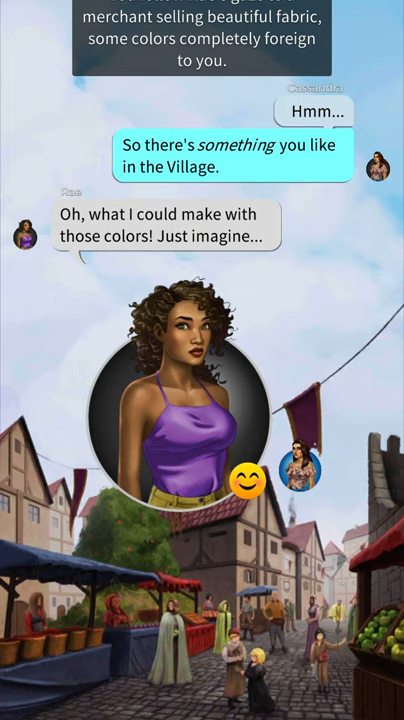 merchant selling beautiful fabric,
some colors completely foreign
to you.
Cassandra
Hmm...
So there's something you like
in the Village.
Rae
Oh, what I could make with
those colors! Just imagine...